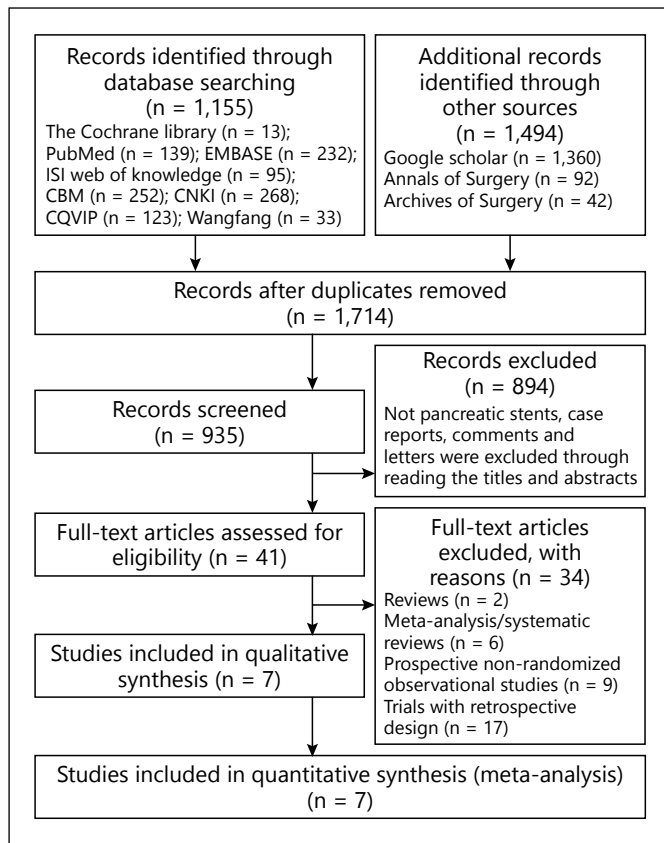 Records identified through
database searching
(n = 1,155)
The Cochrane library (n = 13);
PubMed (n = 139); EMBASE (n = 232);
ISI web of knowledge (n = 95);
CBM (n = 252); CNKI (n = 268);
CQVIP (n = 123); Wangfang (n = 33)
Additional records
identified through
other sources
(n = 1,494)
Google scholar (n = 1,360)
Annals of Surgery (n = 92)
Archives of Surgery (n = 42)
Records after duplicates removed
(n = 1,714)
Records excluded
(n = 894)
Not pancreatic stents, case
reports, comments and
letters were excluded through
reading the titles and abstracts
Records screened
(n = 935)
Full-text articles assessed for
eligibility (n = 41)
Full-text articles
excluded, with
reasons (n = 34)
Reviews (n = 2)
Meta-analysis/systematic
reviews (n = 6)
Prospective non-randomized
observational studies (n = 9)
Trials with retrospective
design (n = 17)
Studies included in qualitative
synthesis (n = 7)
Studies included in quantitative synthesis (meta-analysis)
(n = 7)